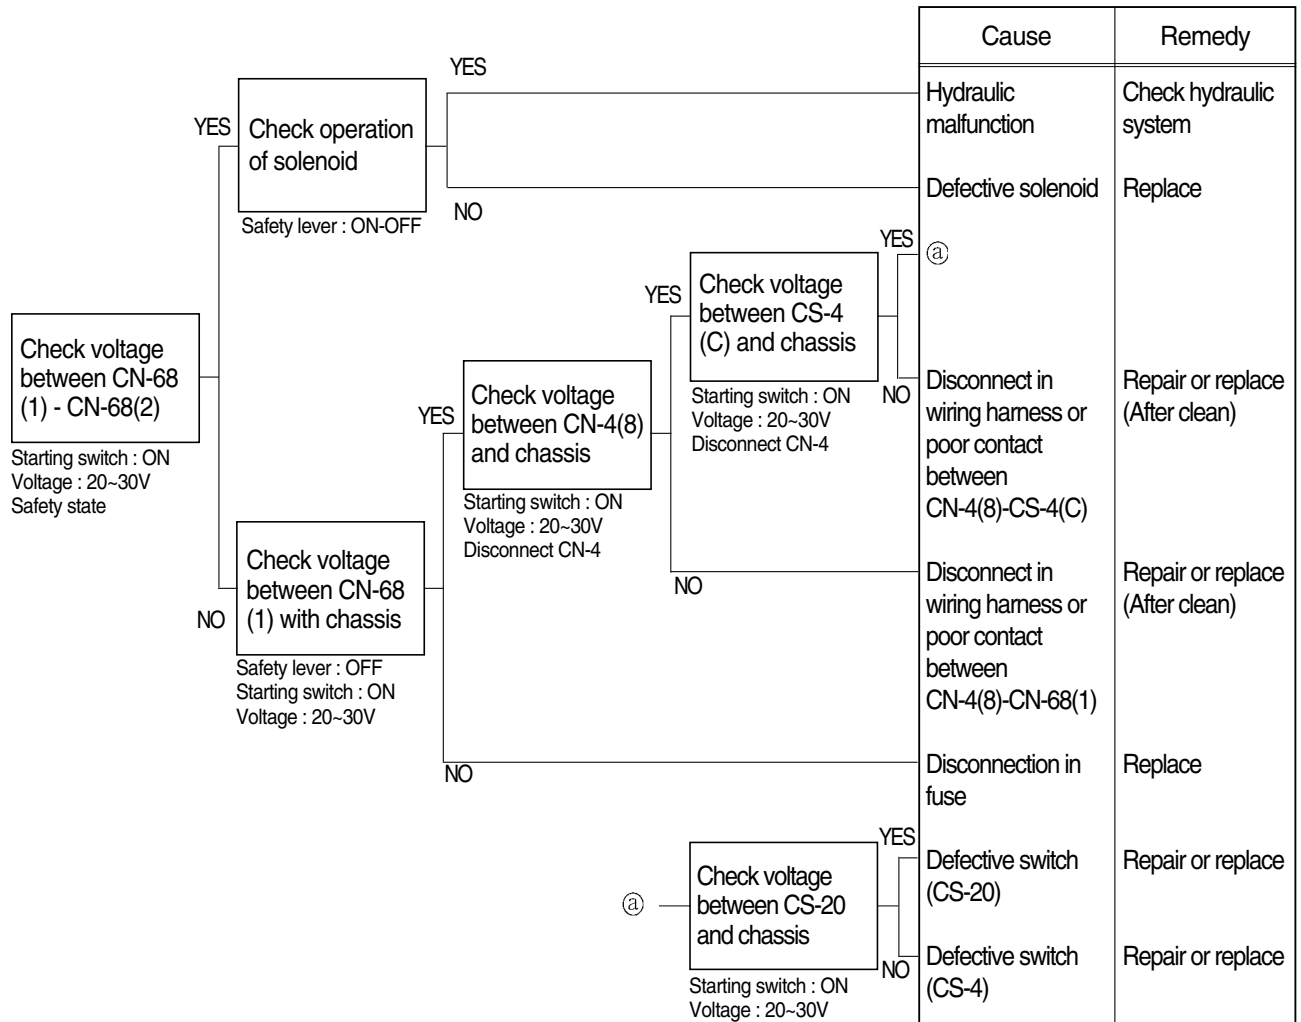 Cause
Remedy
YES
Hydraulic
malfunction
Check hydraulic
system
YES
Check operation
of solenoid
Defective solenoid
Replace
NO
Safety lever : ON-OFF
YES
ⓐ
YES
Check voltage
between CS-4
(C) and chassis
Starting switch : ON
Voltage : 20~30V
Disconnect CN-4
NO
Disconnect in
wiring harness or
poor contact
between
CN-4(8)-CS-4(C)
Repair or replace
(After clean)
Check voltage
between CN-68
(1) - CN-68(2)
Starting switch : ON
Voltage : 20~30V
Safety state
YES
Check voltage
between CN-4(8)
and chassis
Starting switch : ON
Voltage : 20~30V
Disconnect CN-4
NO
Disconnect in
wiring harness or
poor contact
between
CN-4(8)-CN-68(1)
Repair or replace
(After clean)
NO
Check voltage
between CN-68
(1) with chassis
Safety lever : OFF
Starting switch : ON
Voltage : 20~30V
NO
Disconnection in
fuse
Replace
ⓐ
Check voltage
between CS-20
and chassis
Starting switch : ON
Voltage : 20~30V
YES
Defective switch
(CS-20)
Repair or replace
NO
Defective switch
(CS-4)
Repair or replace